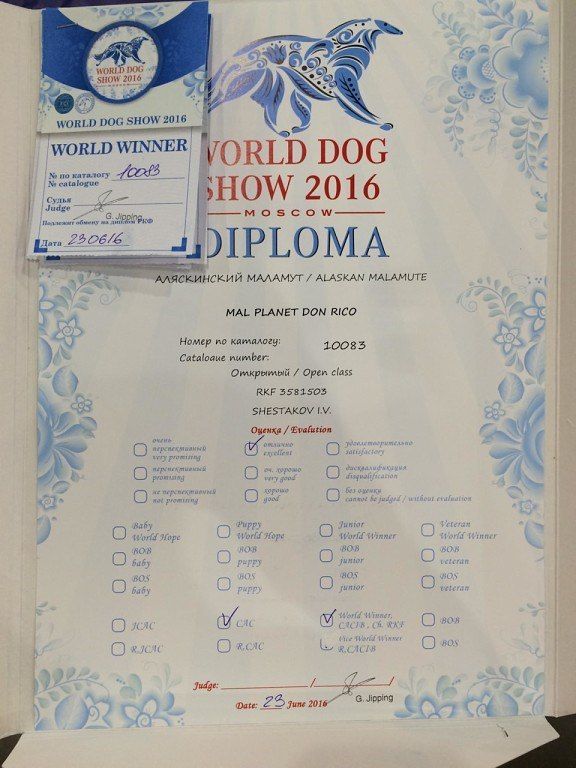 WORLD DOG
SHOW 2016
WORLD DOG SHOW 2016
WORLD WINNER
№ по каталогу 10083
№ catalogue
Судья
Judge
G. Jipping
Подлежит обмену на диплом РКФ
Дата 230616
WORLD DOG
SHOW 2016
MOSCOW
DIPLOMA
АЛЯСКИНСКИЙ МАЛАМУТ / ALASKAN MALAMUTE
MAL PLANET DON RICO
Номер по каталогу: 10083
Catalogue number:
Открытый / Open class
RKF 3581503
SHESTAKOV I.V.
Оценка / Evalution
очень перспективный
very promising
отлично
excellent
удовлетворительно
satisfactory
перспективный
promising
оч. хорошо
very good
дисквалификация
disqualification
не перспективный
not promising
хорошо
good
без оценки
cannot be judged / without evaluation
Baby
World Hope
Puppy
World Hope
Junior
World Winner
Veteran
World Winner
BOB
baby
BOB
puppy
BOB
junior
BOB
veteran
BOS
baby
BOS
puppy
BOS
junior
BOS
veteran
JCAC
CAC
World Winner,
CACIB, Ch. RKF
BOB
R.JCAC
R.CAC
Vice World Winner
R.CACIB
BOS
Judge: / /
G. Jipping
Date: 23 June 2016